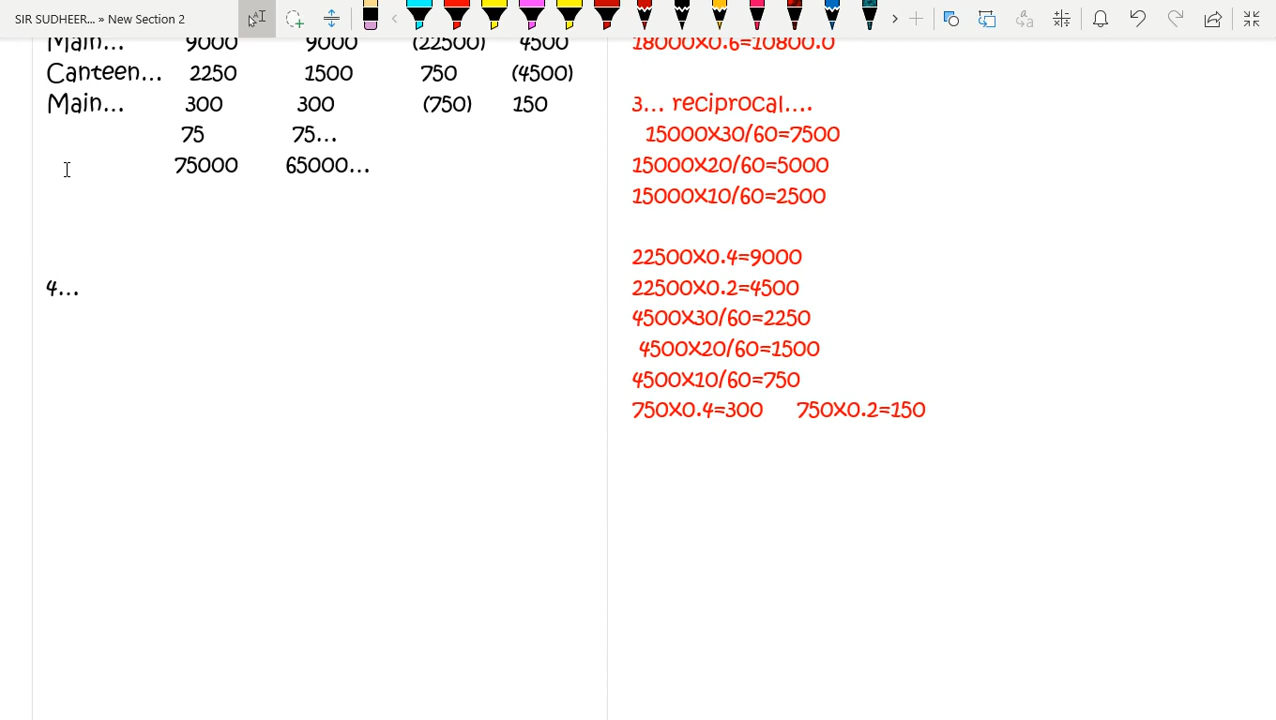 SIR SUDHEER... » New Section 2
Main... 9000 9000 (22500) 4500
Canteen... 2250 1500 750 (4500)
Main... 300 300 (750) 150
75 75...
75000 65000...
4...
18000X0.6=10800.0
3... reciprocal....
15000X30/60=7500
15000X20/60=5000
15000X10/60=2500
22500X0.4=9000
22500X0.2=4500
4500X30/60=2250
4500X20/60=1500
4500X10/60=750
750X0.4=300 750X0.2=150